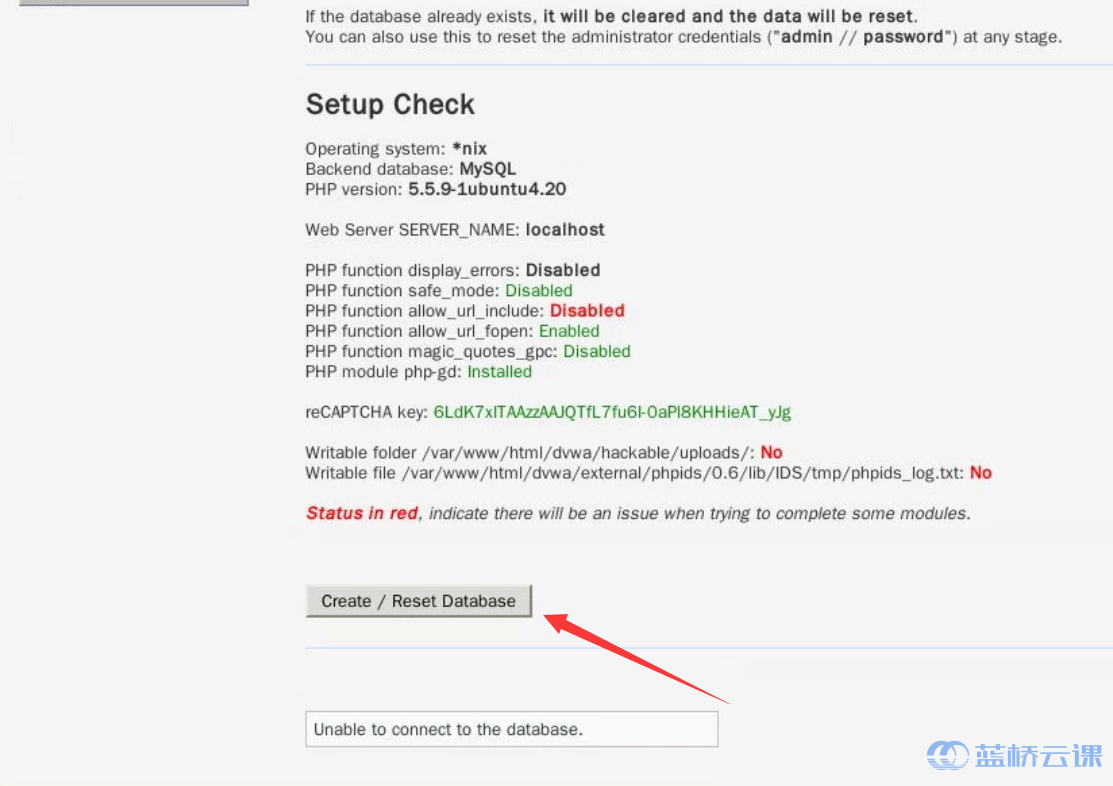 If the database already exists, it will be cleared and the data will be reset.
You can also use this to reset the administrator credentials ("admin // password") at any stage.
Setup Check
Operating system: *nix
Backend database: MySQL
PHP version: 5.5.9-1ubuntu4.20
Web Server SERVER_NAME: localhost
PHP function display_errors: Disabled
PHP function safe_mode: Disabled
PHP function allow_url_include: Disabled
PHP function allow_url_fopen: Enabled
PHP function magic_quotes_gpc: Disabled
PHP module php-gd: Installed
reCAPTCHA key: 6LdK7xITAAzzAAJQTfL7fu6I-0aPl8KHHieAT_yJg
Writable folder /var/www/html/dvwa/hackable/uploads/: No
Writable file /var/www/html/dvwa/external/phpids/0.6/lib/IDS/tmp/phpids_log.txt: No
Status in red, indicate there will be an issue when trying to complete some modules.
Create / Reset Database
Unable to connect to the database.
蓝桥云课